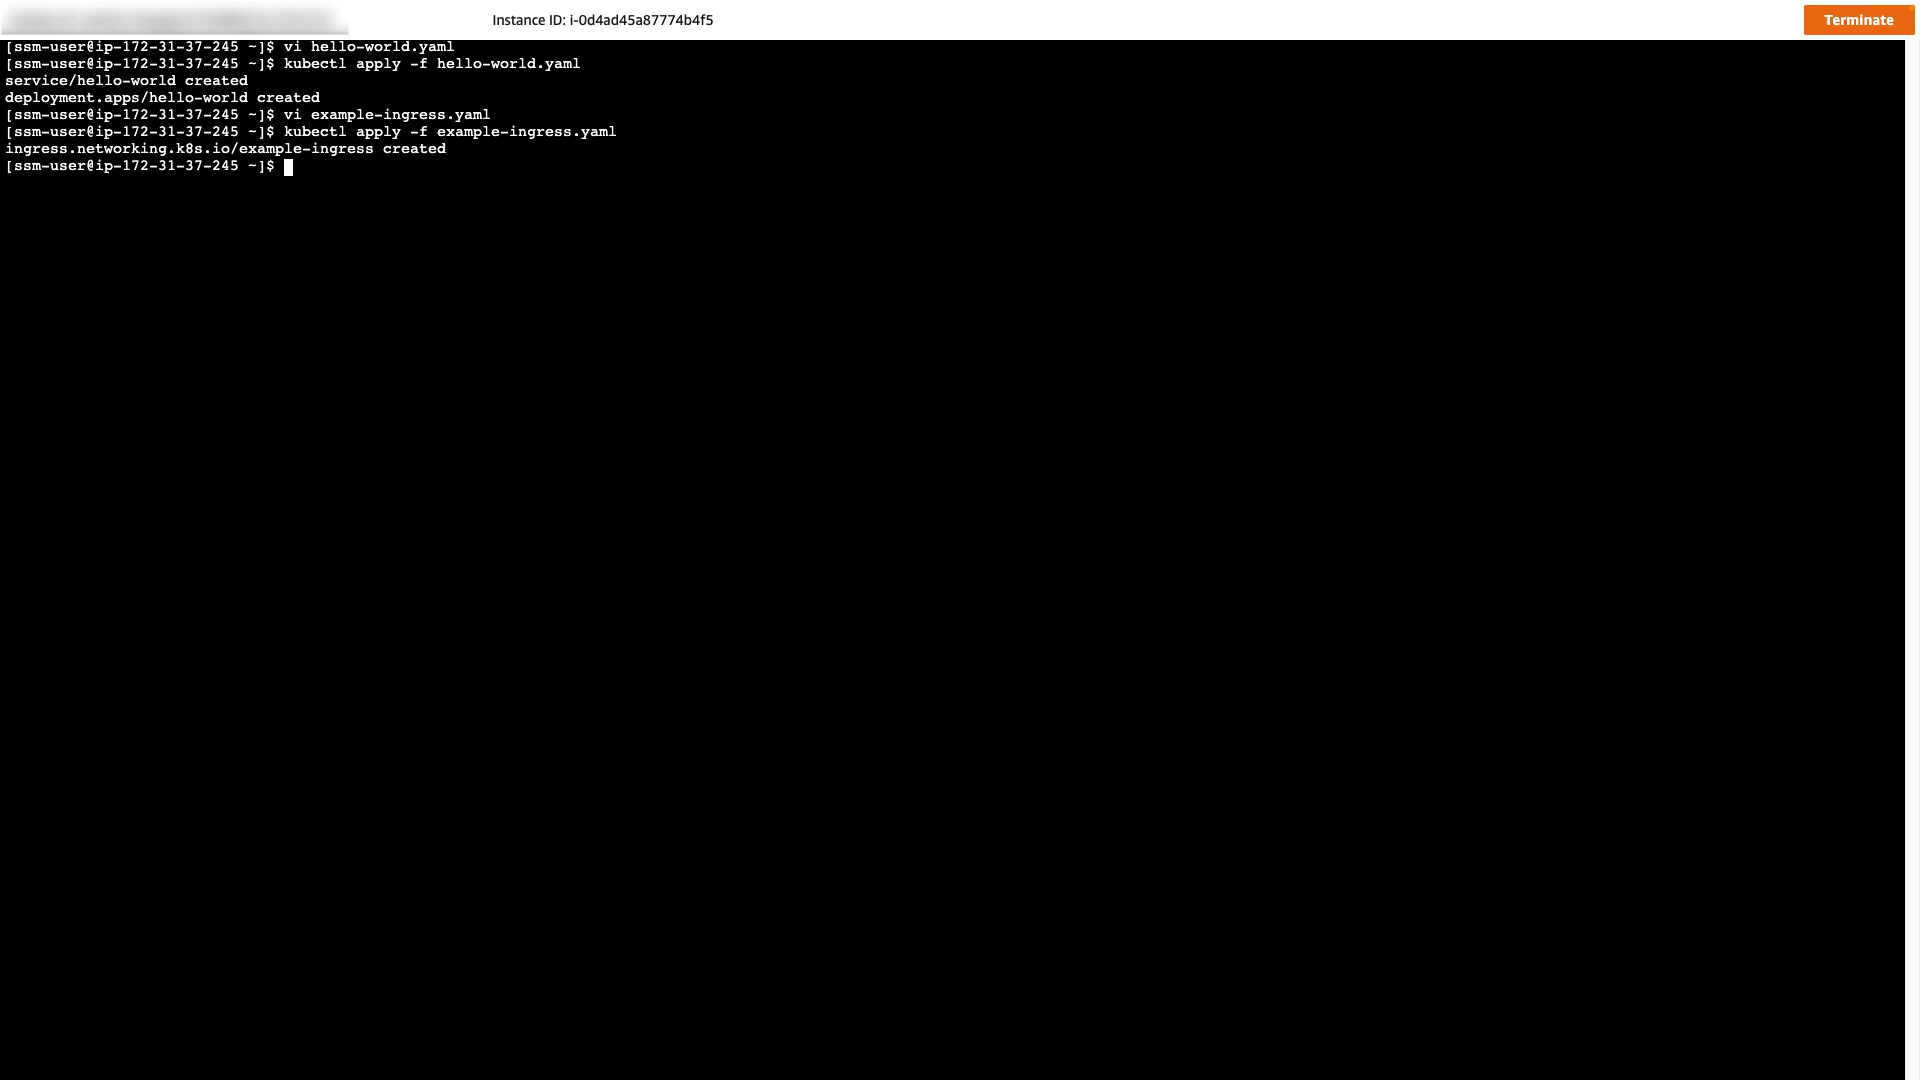 Instance ID: i-0d4ad45a87774b4f5
Terminate
[ssm-user@ip-172-31-37-245 ~]$ vi hello-world.yaml
[ssm-user@ip-172-31-37-245 ~]$ kubectl apply -f hello-world.yaml
service/hello-world created
deployment.apps/hello-world created
[ssm-user@ip-172-31-37-245 ~]$ vi example-ingress.yaml
[ssm-user@ip-172-31-37-245 ~]$ kubectl apply -f example-ingress.yaml
ingress.networking.k8s.io/example-ingress created
[ssm-user@ip-172-31-37-245 ~]$